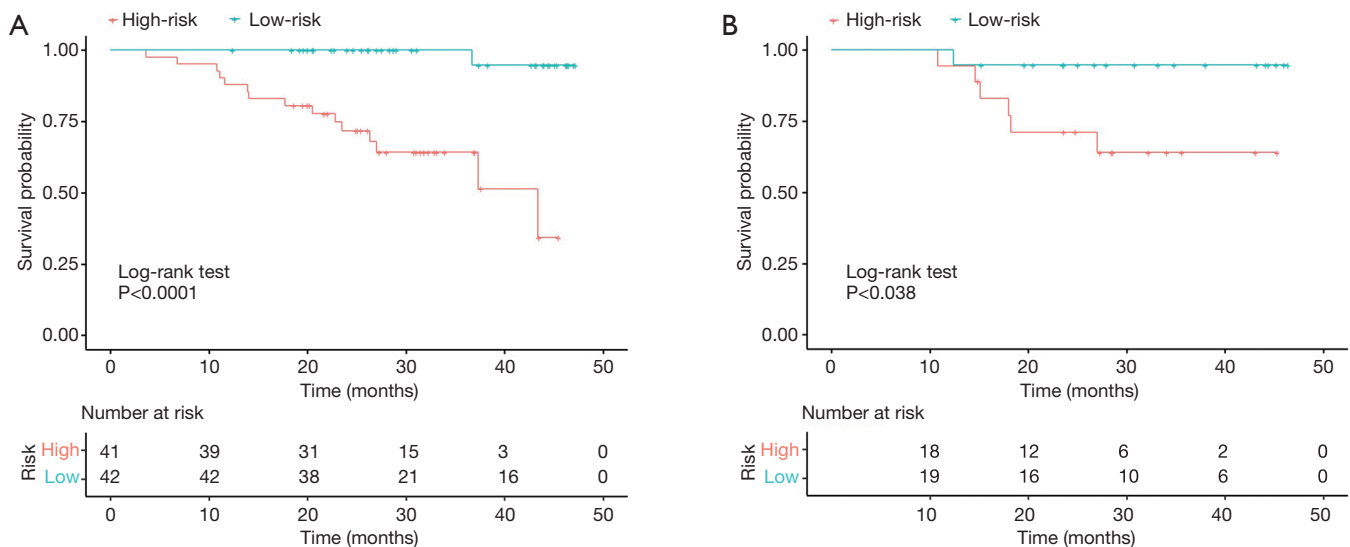 A
High-risk Low-risk
1.00
0.75
0.50
0.25
0.00
Survival probability
Log-rank test
P<0.0001
0 10 20 30 40 50
Time (months)
Number at risk
Risk
High 41 39 31 15 3 0
Low 42 42 38 21 16 0
0 10 20 30 40 50
Time (months)
B
High-risk Low-risk
1.00
0.75
0.50
0.25
0.00
Survival probability
Log-rank test
P<0.038
0 10 20 30 40 50
Time (months)
Number at risk
Risk
High 18 12 6 2 0
Low 19 16 10 6 0
10 20 30 40 50
Time (months)